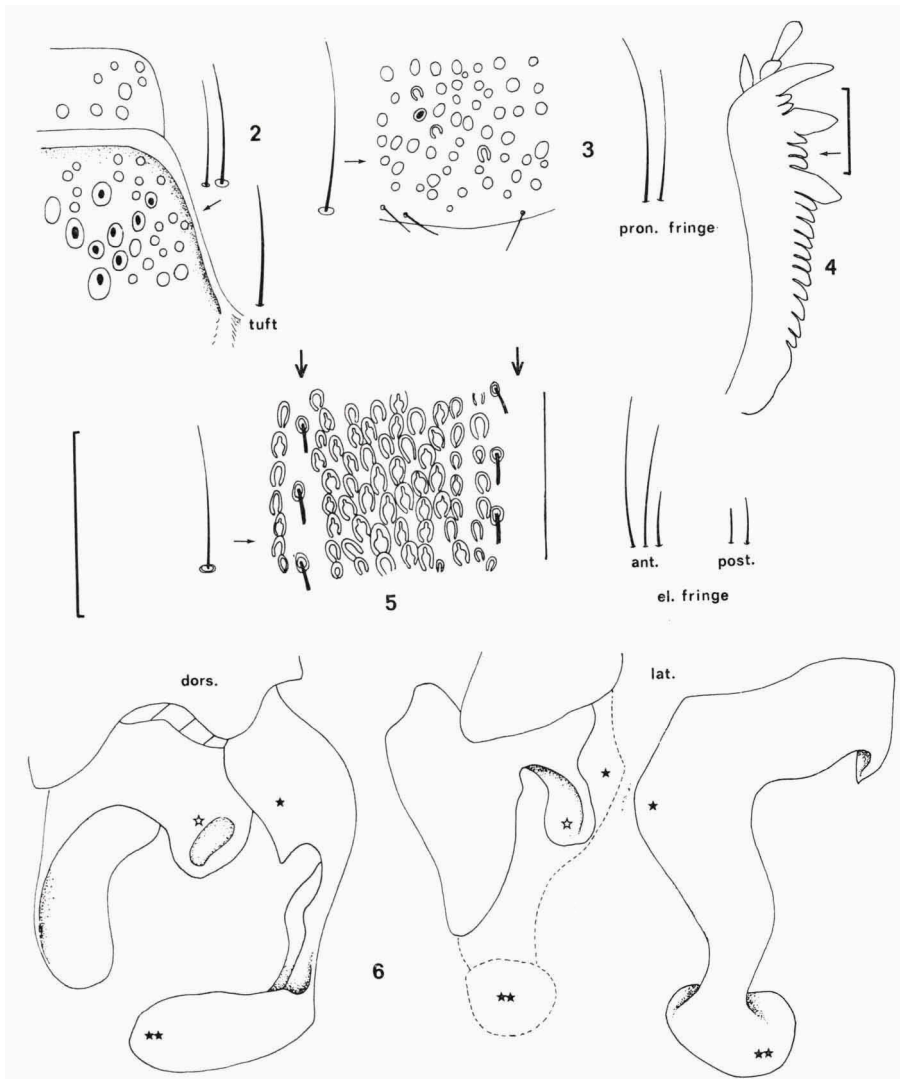 2
tuft
3
pron. fringe
4
5
ant.
post.
el. fringe
dors.
lat.
6